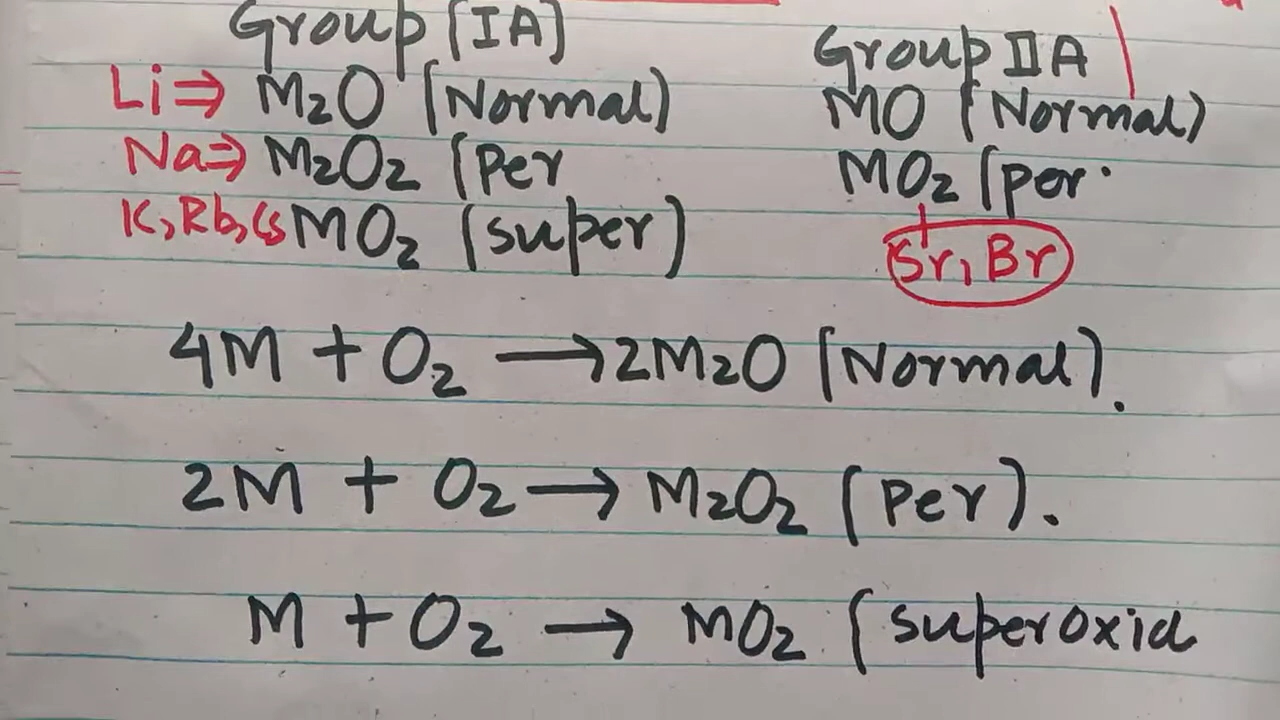 Group [IA]
Li⇒ M₂O (Normal)
Na⇒ M₂O₂ (Per
K, Rb, Cs MO₂ (super)
Group IIA
MO (Normal)
MO₂ (per.
Sr, Br
4M + O₂ → 2M₂O (Normal).
2M + O₂ → M₂O₂ (Per).
M + O₂ → MO₂ (superoxid